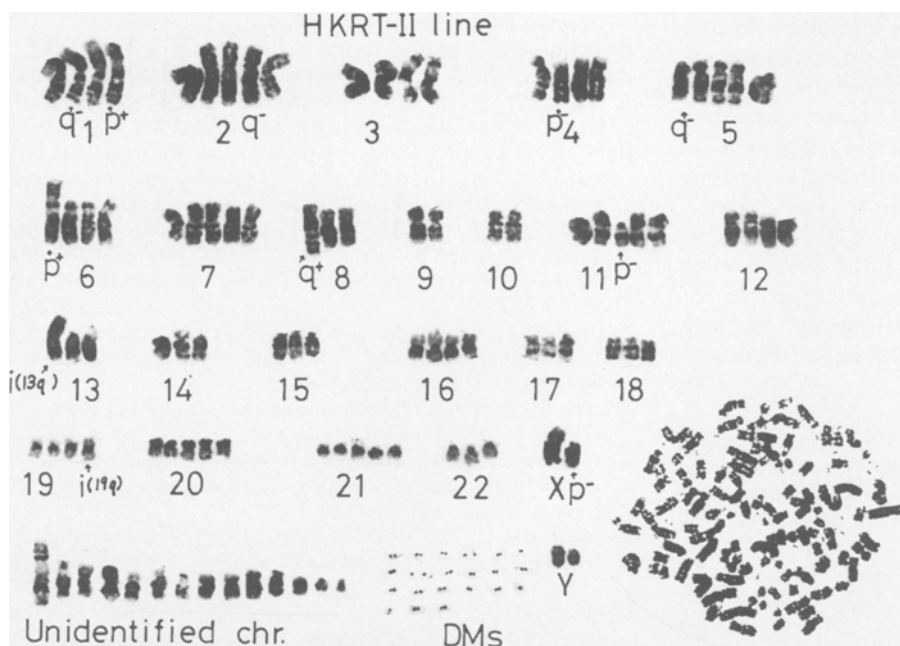 HKRT-II line
q- 1 p+ 2 q- 3 p- 4 q- 5
p+ 6 7 q+ 8 9 10 11 p- 12
i(13q) 13 14 15 16 17 18
19 i(19q) 20 21 22 X p-
Y
Unidentified chr. DMs